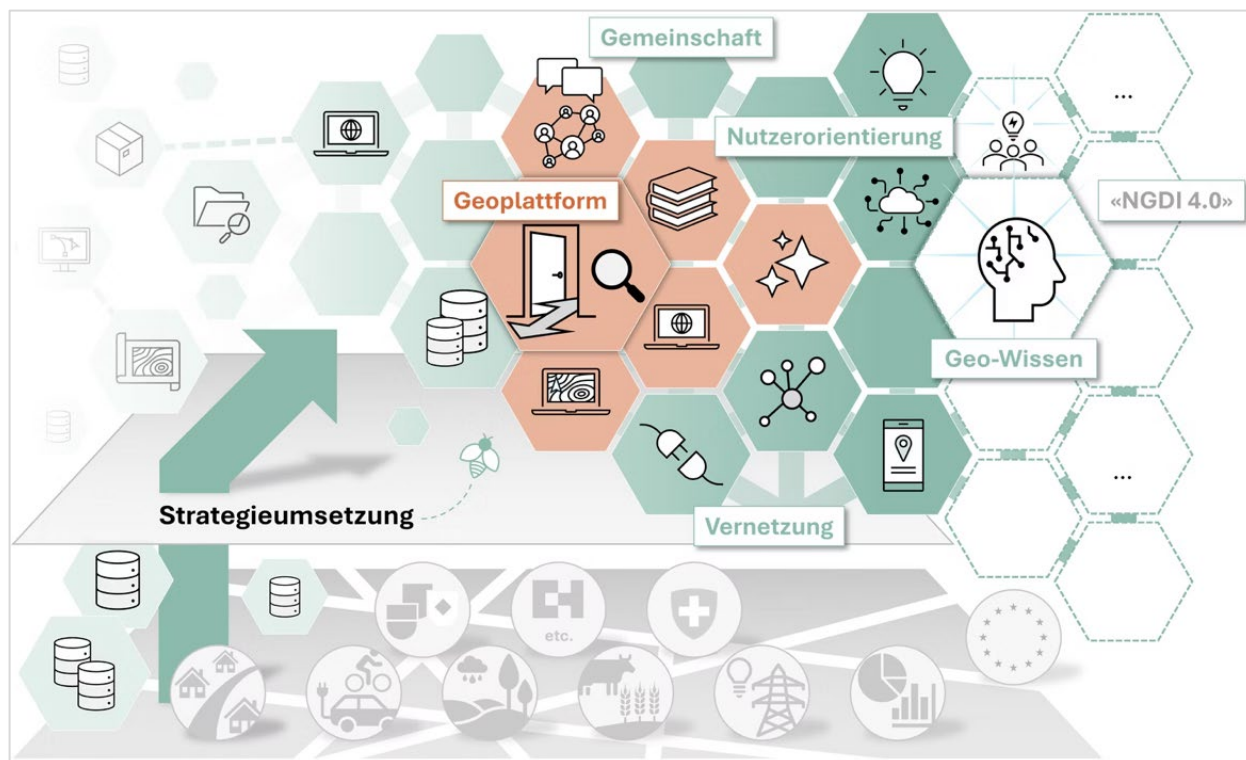 Gemeinschaft
...
Nutzerorientierung
Geoplattform
«NGDI 4.0»
Geo-Wissen
...
Strategieumsetzung
Vernetzung
etc.